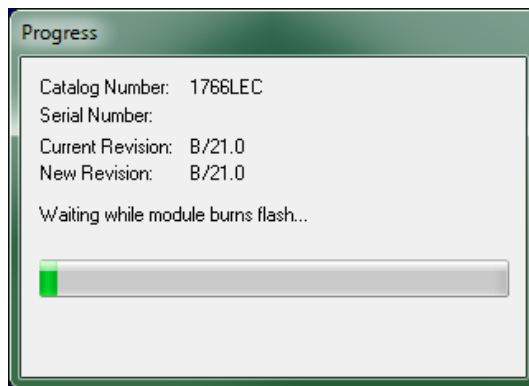 Progress
Catalog Number: 1766LEC
Serial Number:
Current Revision: B/21.0
New Revision: B/21.0
Waiting while module burns flash...